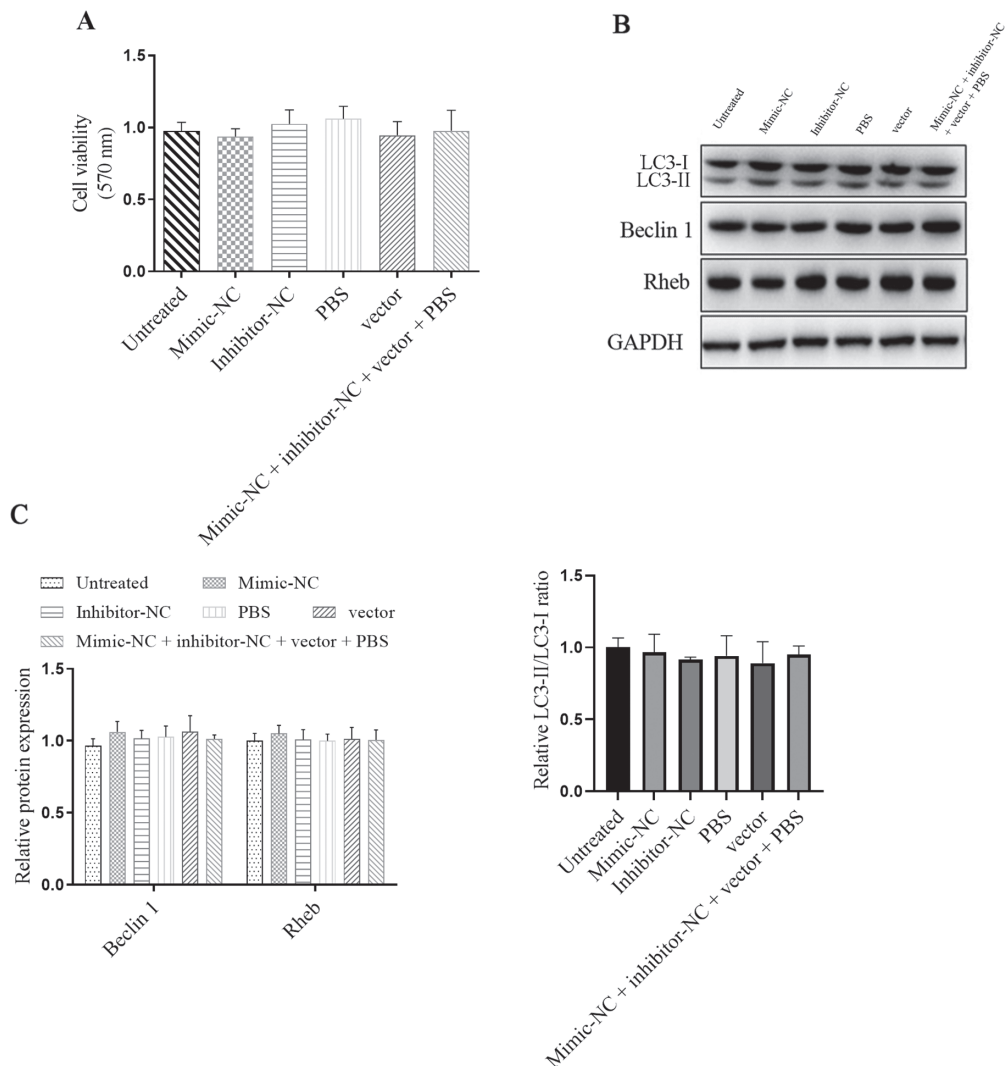 A
Cell viability
(570 nm)
1.5
1.0
0.5
0.0
Untreated
Mimic-NC
Inhibitor-NC
PBS
vector
Mimic-NC + inhibitor-NC + vector + PBS
B
Untreated
Mimic-NC
Inhibitor-NC
PBS
vector
Mimic-NC + inhibitor-NC
+ vector + PBS
LC3-I
LC3-II
Beclin 1
Rheb
GAPDH
C
Untreated
Mimic-NC
Inhibitor-NC
PBS
vector
Mimic-NC + inhibitor-NC + vector + PBS
Relative protein expression
1.5
1.0
0.5
0.0
Beclin 1
Rheb
Relative LC3-II/LC3-I ratio
1.5
1.0
0.5
0.0
Untreated
Mimic-NC
Inhibitor-NC
PBS
vector
Mimic-NC + inhibitor-NC + vector + PBS